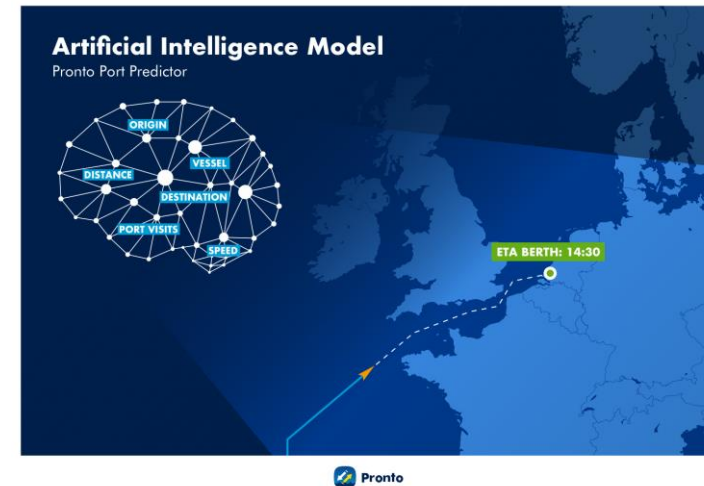 Artificial Intelligence Model
Pronto Port Predictor
ORIGIN
VESSEL
DISTANCE
DESTINATION
PORT VISITS
SPEED
ETA BERTH: 14:30
Pronto